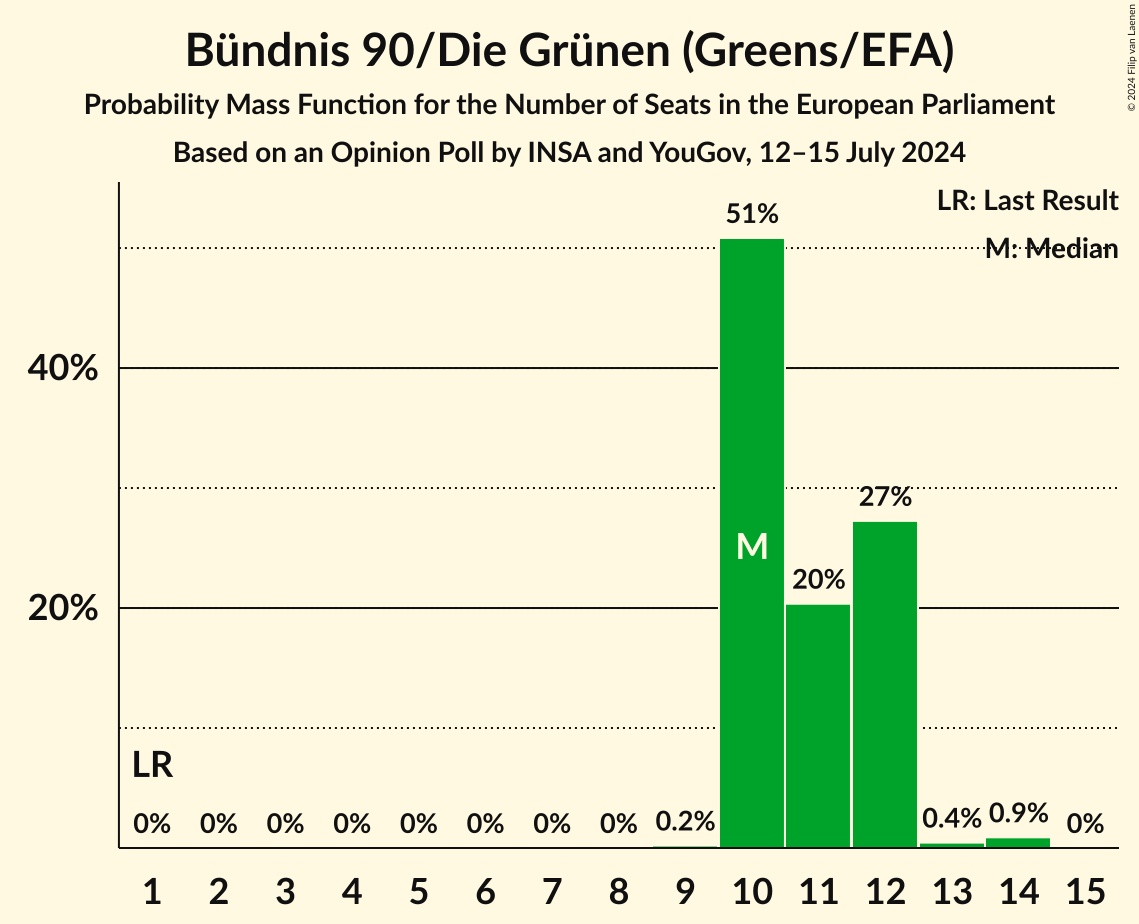 Bündnis 90/Die Grünen (Greens/EFA)
Probability Mass Function for the Number of Seats in the European Parliament
Based on an Opinion Poll by INSA and YouGov, 12–15 July 2024
© 2024 Filip van Laenen
LR: Last Result
M: Median
51%
40%
27%
M
20%
20%
LR
0% 0% 0% 0% 0% 0% 0% 0% 0.2% 0.4% 0.9% 0%
1 2 3 4 5 6 7 8 9 10 11 12 13 14 15